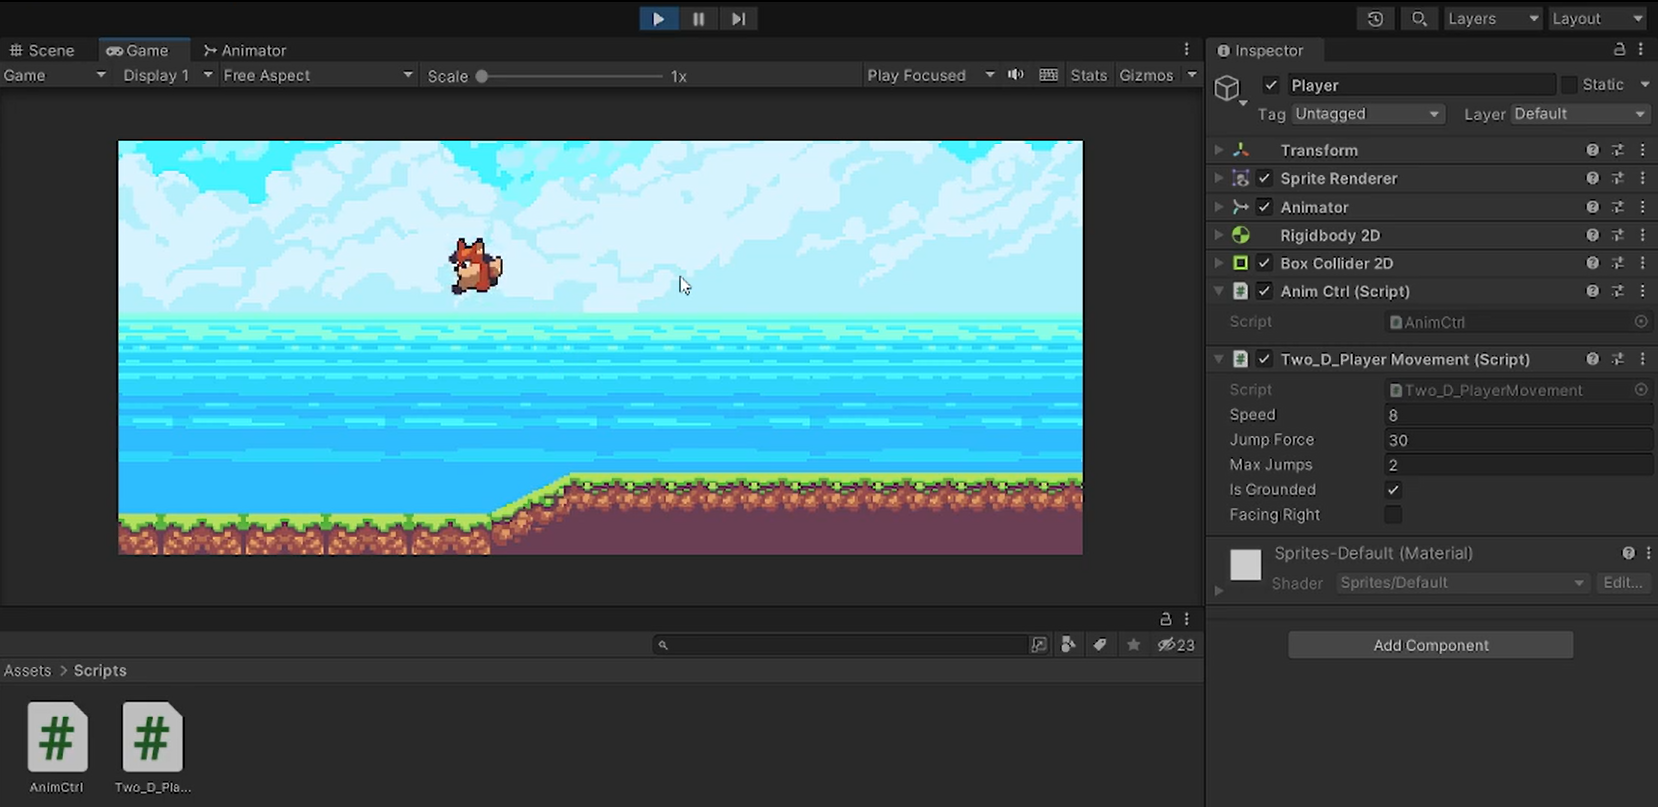 Layers Layout
Scene Game Animator
Game Display 1 Free Aspect Scale 1x Play Focused Stats Gizmos
Inspector
Player Static
Tag Untagged Layer Default
Transform
Sprite Renderer
Animator
Rigidbody 2D
Box Collider 2D
# Anim Ctrl (Script)
Script # AnimCtrl
# Two_D_Player Movement (Script)
Script # Two_D_PlayerMovement
Speed 8
Jump Force 30
Max Jumps 2
Is Grounded
Facing Right
Sprites-Default (Material)
Shader Sprites/Default Edit...
Add Component
23
Assets > Scripts
# #
AnimCtrl Two_D_Pla...